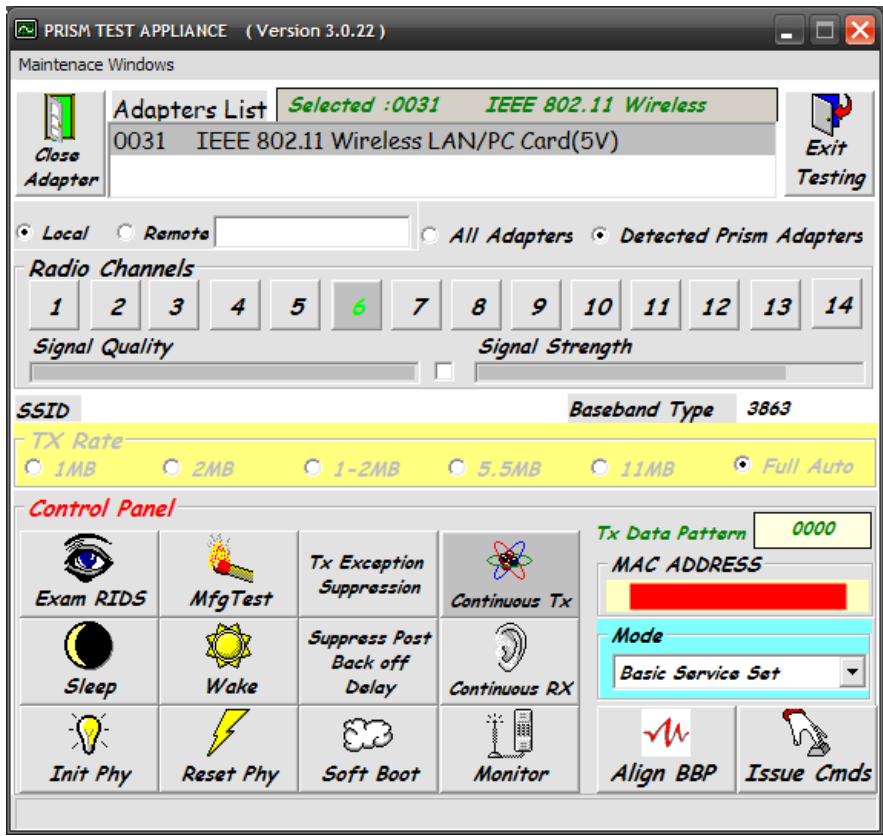 PRISM TEST APPLIANCE ( Version 3.0.22 )
Maintenace Windows
Close Adapter
Adapters List
Selected :0031 IEEE 802.11 Wireless
0031 IEEE 802.11 Wireless LAN/PC Card(5V)
Exit Testing
Local Remote All Adapters Detected Prism Adapters
Radio Channels
1 2 3 4 5 6 7 8 9 10 11 12 13 14
Signal Quality Signal Strength
SSID Baseband Type 3863
TX Rate
1MB 2MB 1-2MB 5.5MB 11MB Full Auto
Control Panel
Exam RIDS
MfgTest
Tx Exception
Suppression
Continuous Tx
Tx Data Pattern 0000
MAC ADDRESS
Sleep
Wake
Suppress Post
Back off
Delay
Continuous RX
Mode
Basic Service Set
Init Phy
Reset Phy
Soft Boot
Monitor
Align BBP
Issue Cmds